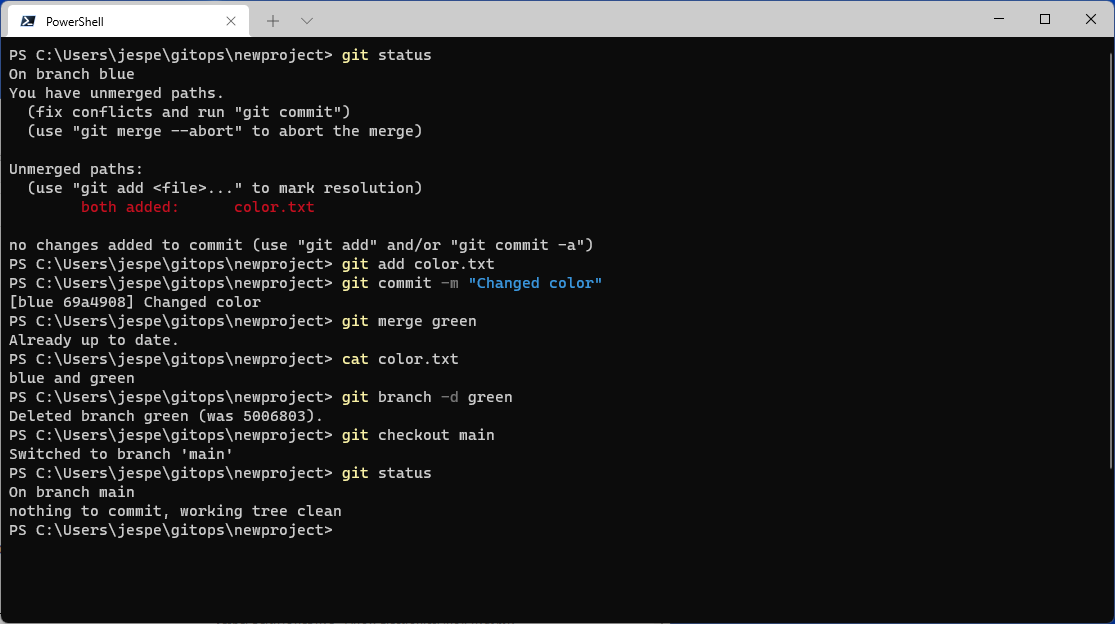 PowerShell
PS C:\Users\jespe\gitops\newproject> git status
On branch blue
You have unmerged paths.
  (fix conflicts and run "git commit")
  (use "git merge --abort" to abort the merge)

Unmerged paths:
  (use "git add <file>..." to mark resolution)
        both added:      color.txt

no changes added to commit (use "git add" and/or "git commit -a")
PS C:\Users\jespe\gitops\newproject> git add color.txt
PS C:\Users\jespe\gitops\newproject> git commit -m "Changed color"
[blue 69a4908] Changed color
PS C:\Users\jespe\gitops\newproject> git merge green
Already up to date.
PS C:\Users\jespe\gitops\newproject> cat color.txt
blue and green
PS C:\Users\jespe\gitops\newproject> git branch -d green
Deleted branch green (was 5006803).
PS C:\Users\jespe\gitops\newproject> git checkout main
Switched to branch 'main'
PS C:\Users\jespe\gitops\newproject> git status
On branch main
nothing to commit, working tree clean
PS C:\Users\jespe\gitops\newproject>